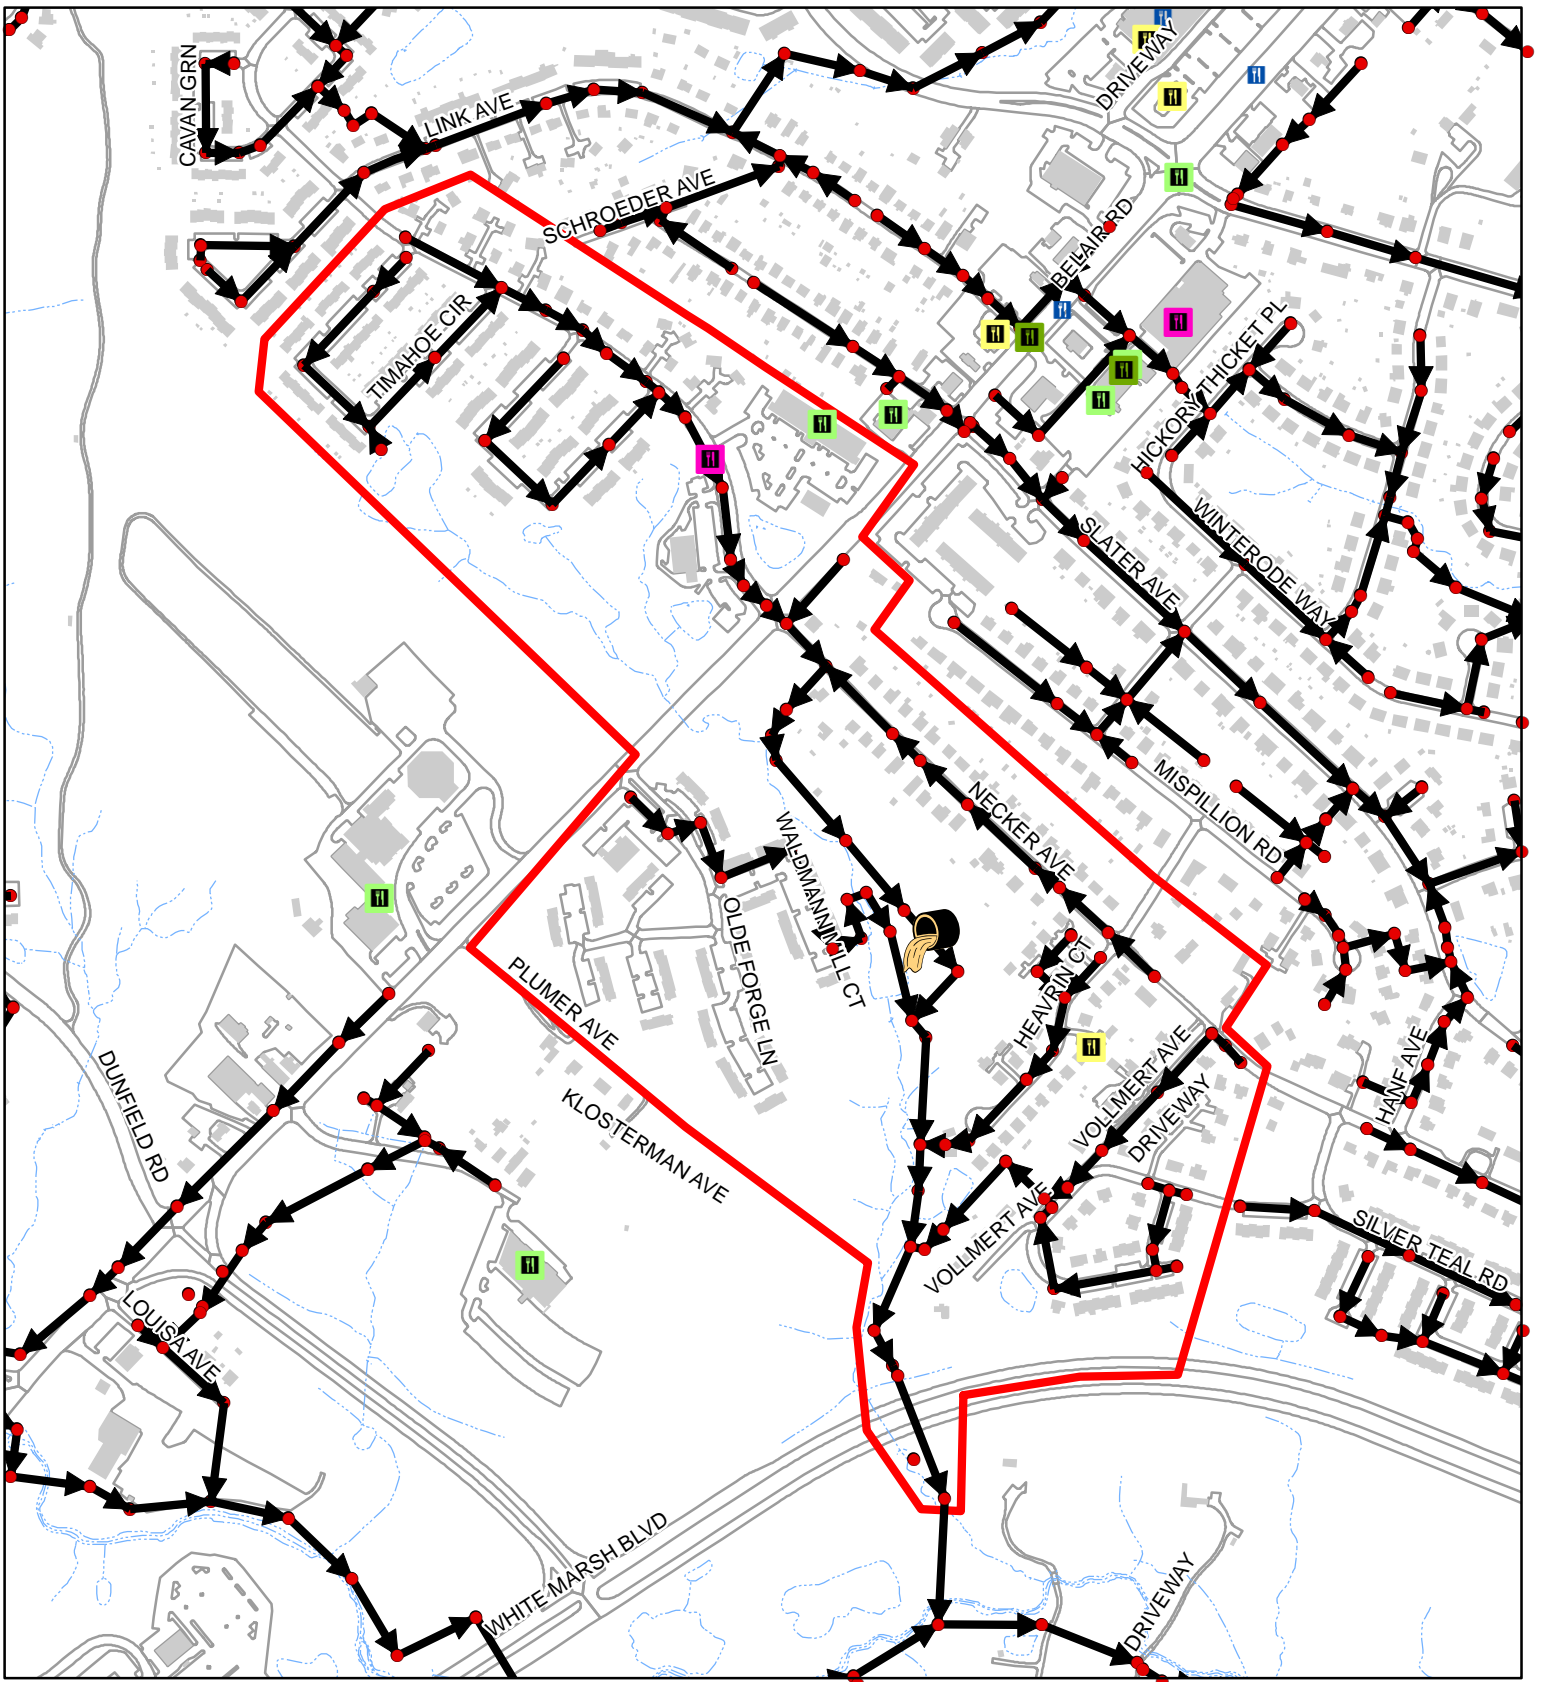 CAVAN GRN
LINK AVE
DRIVEWAY
SCHROEDER AVE
BELAIR RD
TIMAHOE CIR
HICKORY THICKET PL
WINTERODE WAY
SLATER AVE
MISPILLION RD
NECKER AVE
WALDMANN MILL CT
OLDE FORGE LN
PLUMER AVE
HEAVRIN CT
VOLLMERT AVE
DRIVEWAY
HANF AVE
DUNFIELD RD
KLOSTERMAN AVE
VOLLMERT AVE
SILVER TEAL RD
LOUISA AVE
WHITE MARSH BLVD
DRIVEWAY